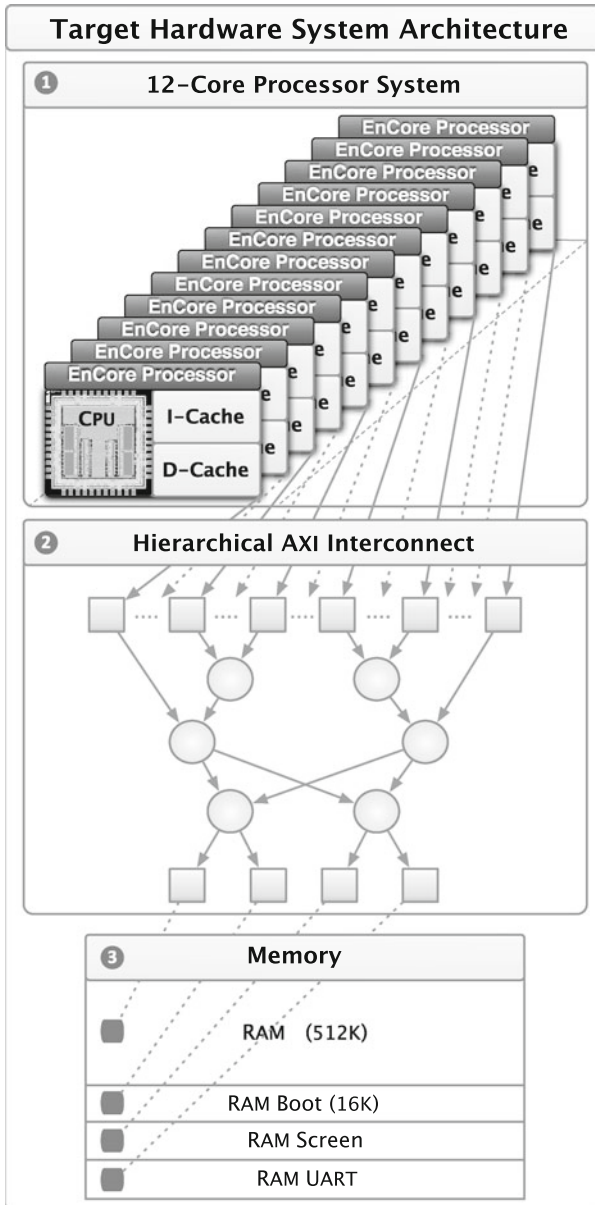 Target Hardware System Architecture
1 12-Core Processor System
EnCore Processor
EnCore Processor
EnCore Processor
EnCore Processor
EnCore Processor
EnCore Processor
EnCore Processor
EnCore Processor
EnCore Processor
EnCore Processor
EnCore Processor
EnCore Processor
CPU
I-Cache
D-Cache
2 Hierarchical AXI Interconnect
3 Memory
RAM (512K)
RAM Boot (16K)
RAM Screen
RAM UART